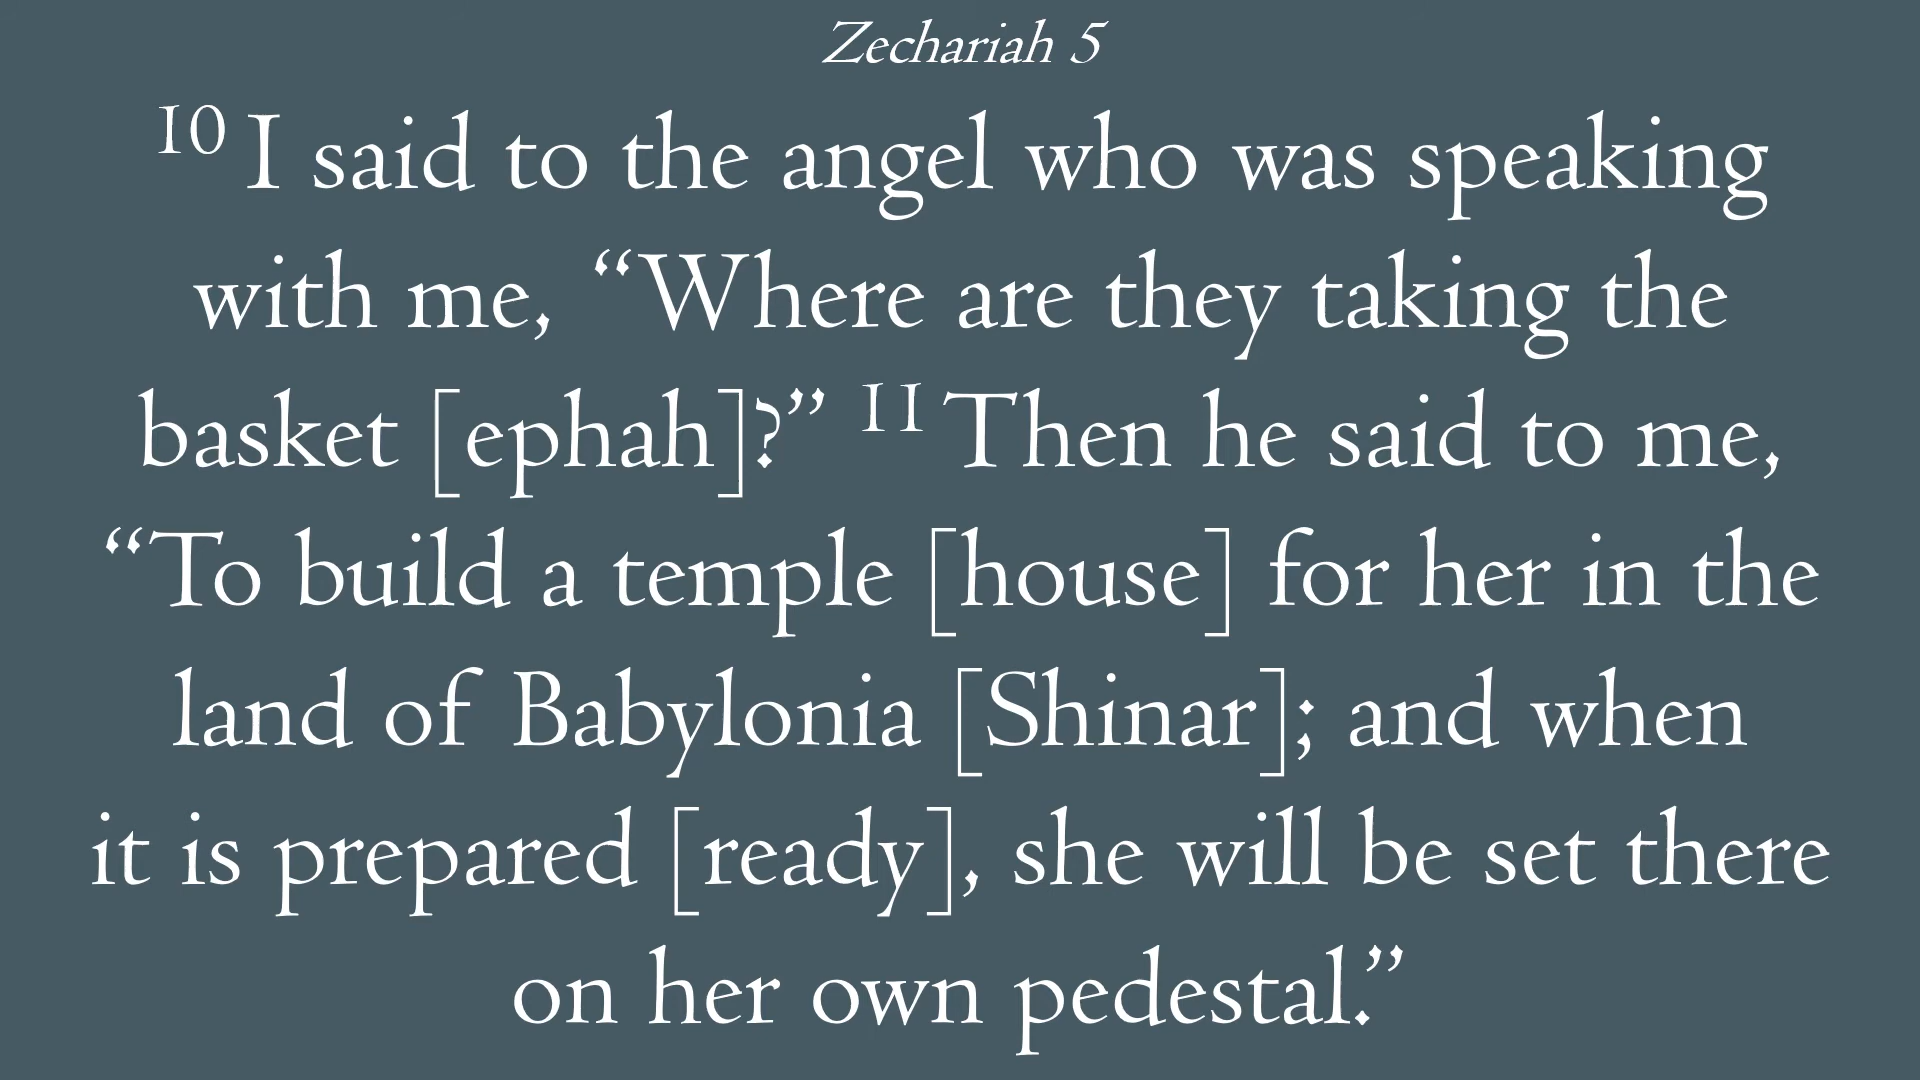 Zechariah 5
10 I said to the angel who was speaking
with me, “Where are they taking the
basket [ephah]?” 11 Then he said to me,
“To build a temple [house] for her in the
land of Babylonia [Shinar]; and when
it is prepared [ready], she will be set there
on her own pedestal.”